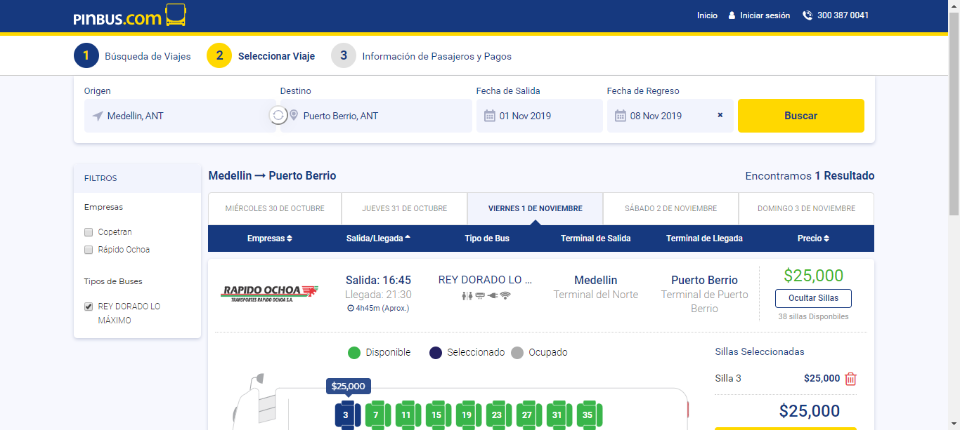 PINBUS.com
Inicio Iniciar sesión 300 387 0041
1 Búsqueda de Viajes 2 Seleccionar Viaje 3 Información de Pasajeros y Pagos
Origen Destino Fecha de Salida Fecha de Regreso
Medellin, ANT Puerto Berrio, ANT 01 Nov 2019 08 Nov 2019 × Buscar
FILTROS
Empresas
Copetran
Rápido Ochoa
Tipos de Buses
REY DORADO LO
MÁXIMO
Medellin → Puerto Berrio Encontramos 1 Resultado
MIÉRCOLES 30 DE OCTUBRE JUEVES 31 DE OCTUBRE VIERNES 1 DE NOVIEMBRE SÁBADO 2 DE NOVIEMBRE DOMINGO 3 DE NOVIEMBRE
Empresas Salida/Llegada Tipo de Bus Terminal de Salida Terminal de Llegada Precio
RAPIDO OCHOA
TRANSPORTES RAPIDO OCHOA S.A.
Salida: 16:45
Llegada: 21:30
4h45m (Aprox.)
REY DORADO LO ...
Medellin
Terminal del Norte
Puerto Berrio
Terminal de Puerto
Berrio
$25,000
Ocultar Sillas
38 sillas Disponibles
Disponible Seleccionado Ocupado
$25,000
3 7 11 15 19 23 27 31 35
Sillas Seleccionadas
Silla 3 $25,000
$25,000